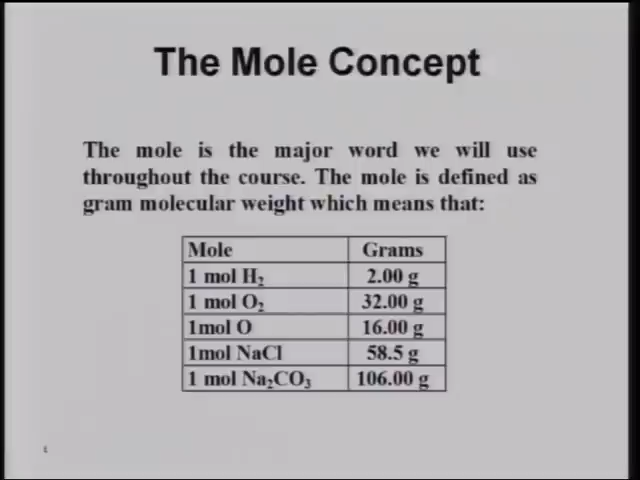 The Mole Concept
The mole is the major word we will use
throughout the course. The mole is defined as
gram molecular weight which means that:
Mole Grams
1 mol H₂ 2.00 g
1 mol O₂ 32.00 g
1mol O 16.00 g
1mol NaCl 58.5 g
1 mol Na₂CO₃ 106.00 g